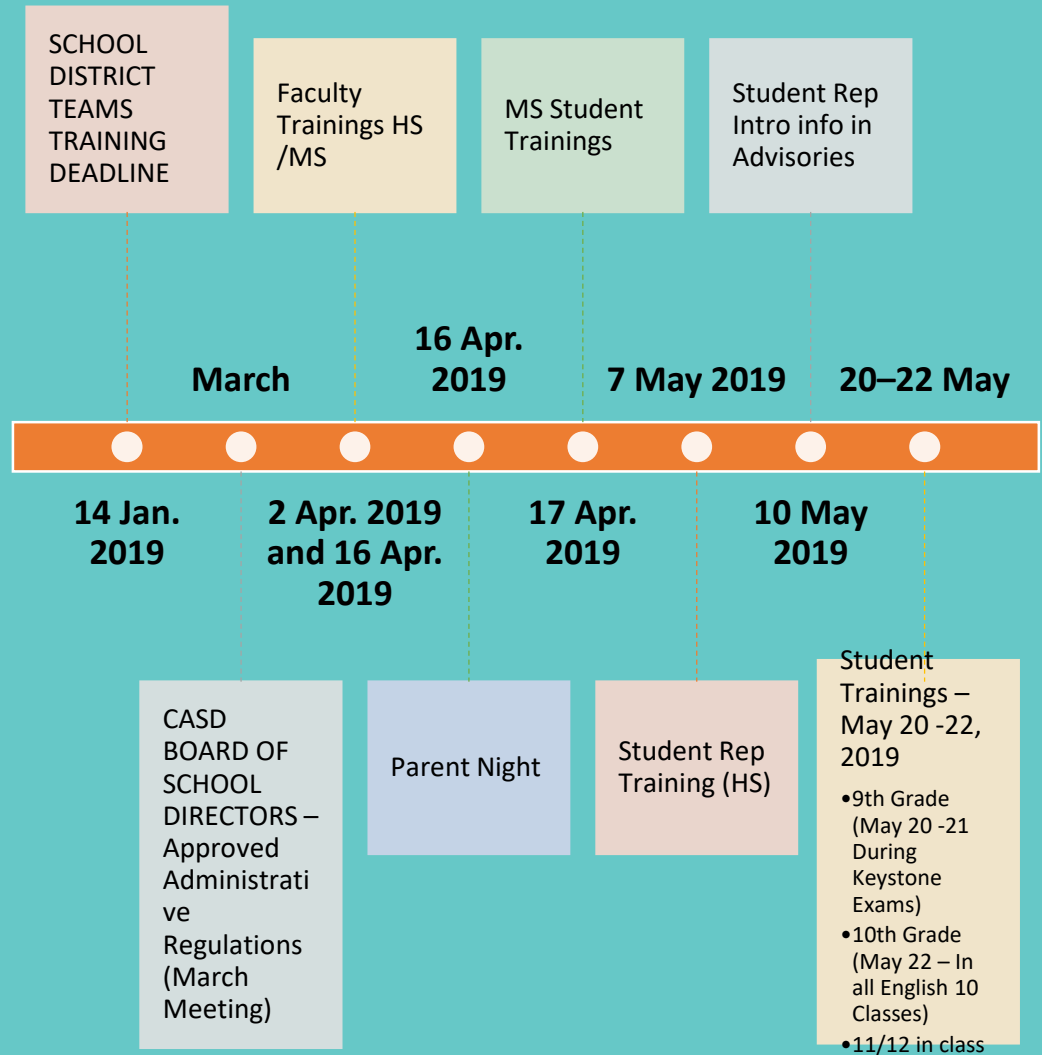 SCHOOL
DISTRICT
TEAMS
TRAINING
DEADLINE
Faculty
Trainings HS
/MS
MS Student
Trainings
Student Rep
Intro info in
Advisories
March
16 Apr.
2019
7 May 2019
20–22 May
14 Jan.
2019
2 Apr. 2019
and 16 Apr.
2019
17 Apr.
2019
10 May
2019
CASD
BOARD OF
SCHOOL
DIRECTORS –
Approved
Administrati
ve
Regulations
(March
Meeting)
Parent Night
Student Rep
Training (HS)
Student
Trainings –
May 20 -22,
2019
•9th Grade
(May 20 -21
During
Keystone
Exams)
•10th Grade
(May 22 – In
all English 10
Classes)
•11/12 in class